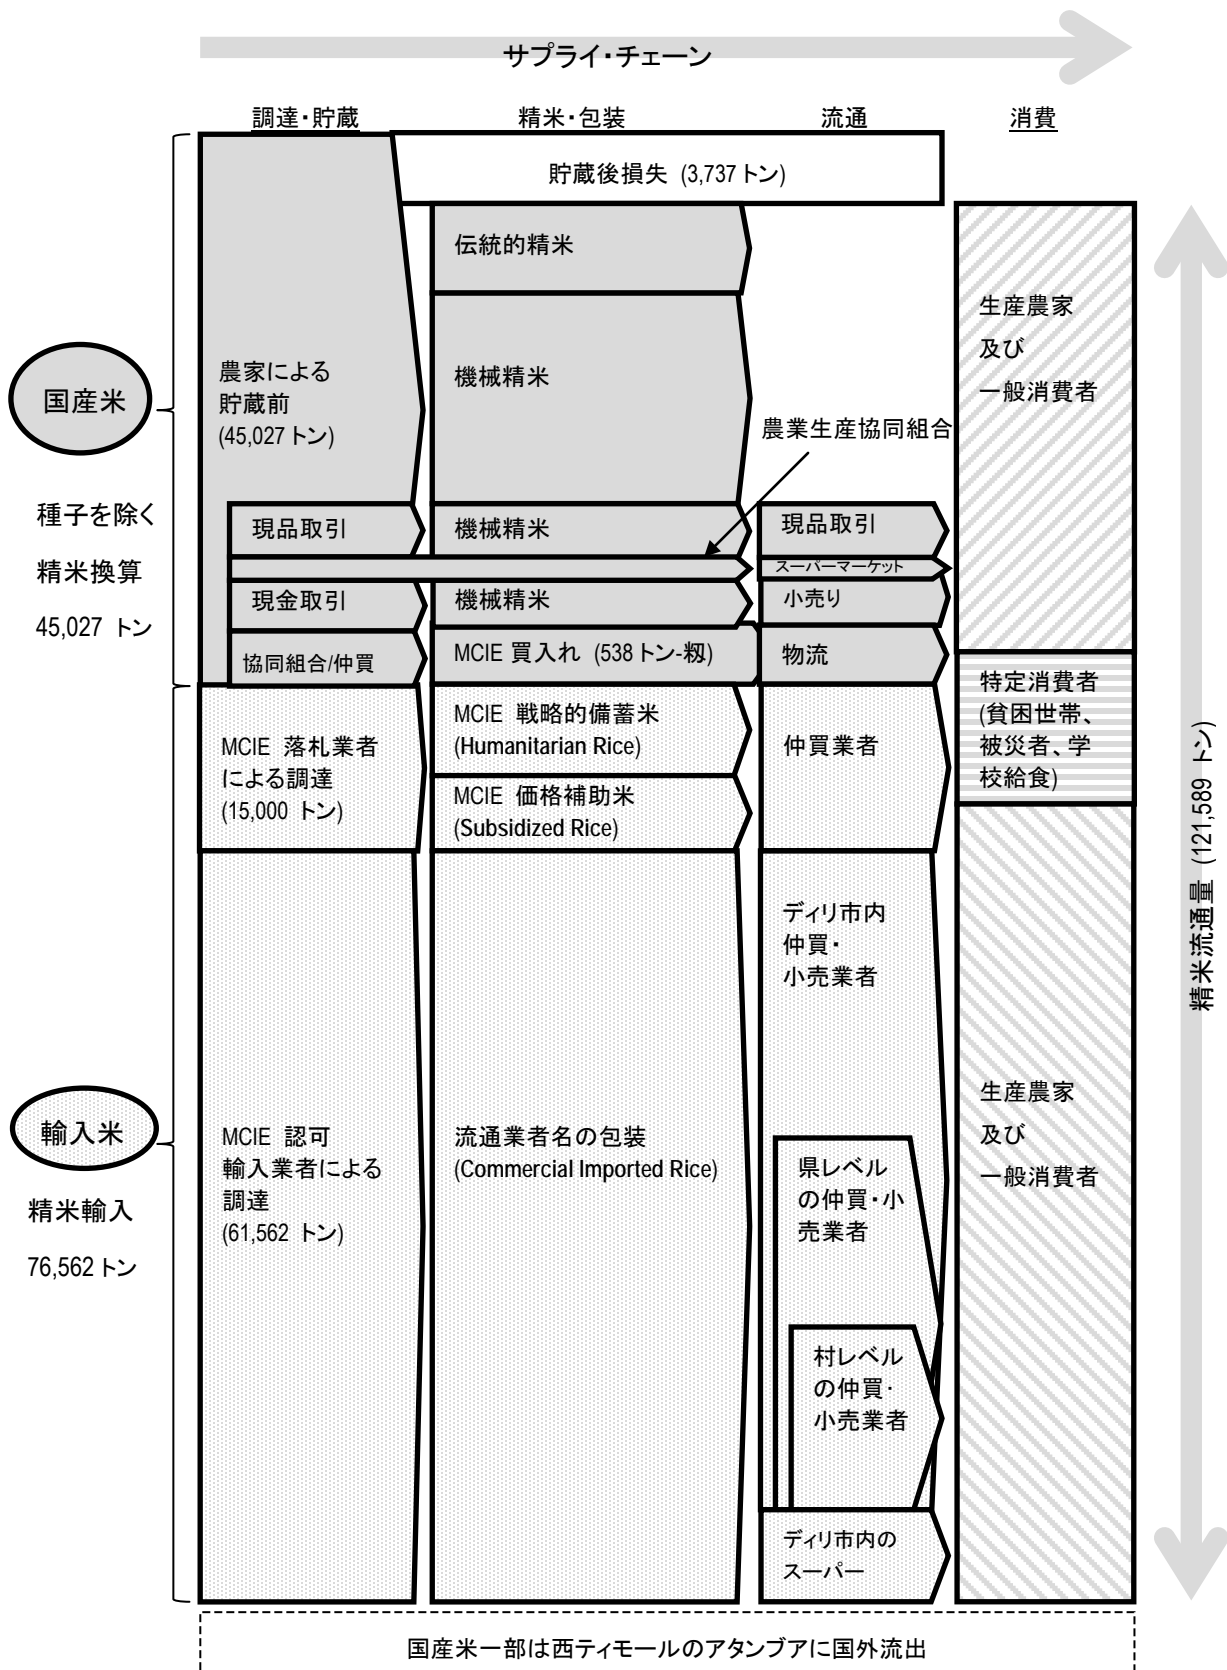 サプライ・チェーン
調達・貯蔵
精米・包装
流通
消費
貯蔵後損失 (3,737 トン)
伝統的精米
機械精米
農家による
貯蔵前
(45,027 トン)
国産米
種子を除く
精米換算
45,027 トン
農業生産協同組合
現品取引
機械精米
現品取引
スーパーマーケット
現金取引
機械精米
小売り
協同組合/仲買
MCIE 買入れ (538 トン-籾)
物流
生産農家
及び
一般消費者
特定消費者
(貧困世帯、
被災者、学
校給食)
MCIE 落札業者
による調達
(15,000 トン)
MCIE 戦略的備蓄米
(Humanitarian Rice)
MCIE 価格補助米
(Subsidized Rice)
仲買業者
精米流通量 (121,589 トン)
輸入米
精米輸入
76,562 トン
MCIE 認可
輸入業者による
調達
(61,562 トン)
流通業者名の包装
(Commercial Imported Rice)
ディリ市内
仲買・
小売業者
県レベル
の仲買・小
売業者
村レベル
の仲買・
小売業者
ディリ市内の
スーパー
生産農家
及び
一般消費者
国産米一部は西ティモールのアタンブアに国外流出